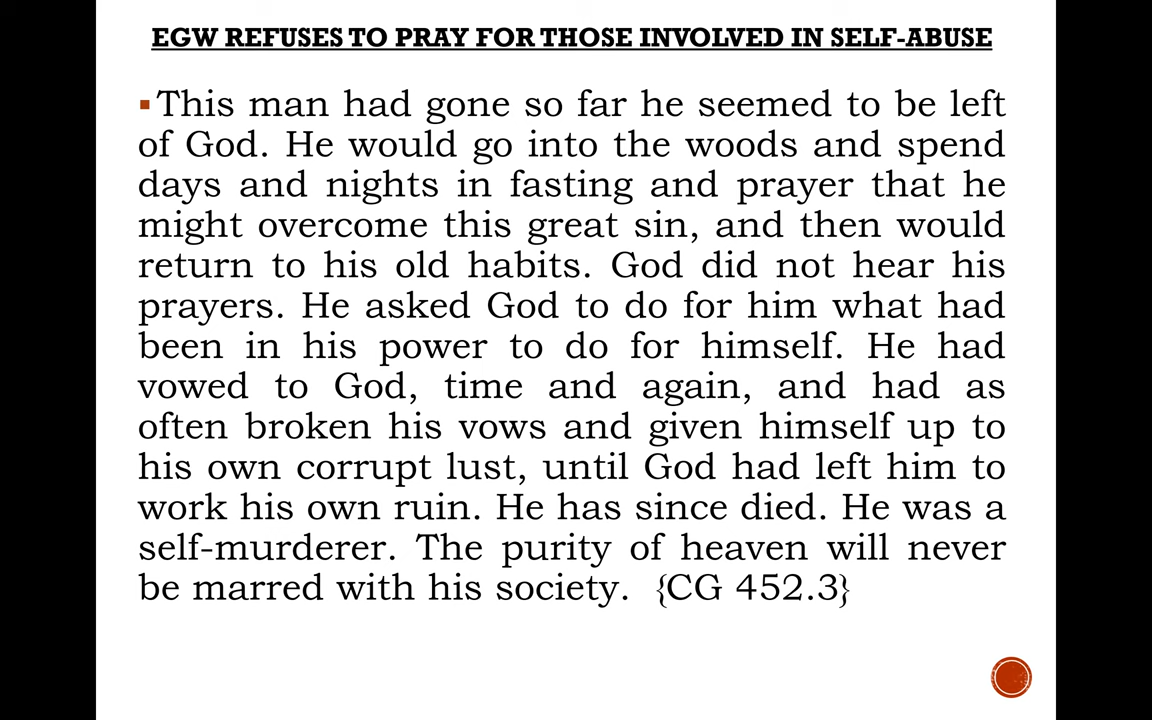 EGW REFUSES TO PRAY FOR THOSE INVOLVED IN SELF-ABUSE
▪This man had gone so far he seemed to be left
of God. He would go into the woods and spend
days and nights in fasting and prayer that he
might overcome this great sin, and then would
return to his old habits. God did not hear his
prayers. He asked God to do for him what had
been in his power to do for himself. He had
vowed to God, time and again, and had as
often broken his vows and given himself up to
his own corrupt lust, until God had left him to
work his own ruin. He has since died. He was a
self-murderer. The purity of heaven will never
be marred with his society. {CG 452.3}